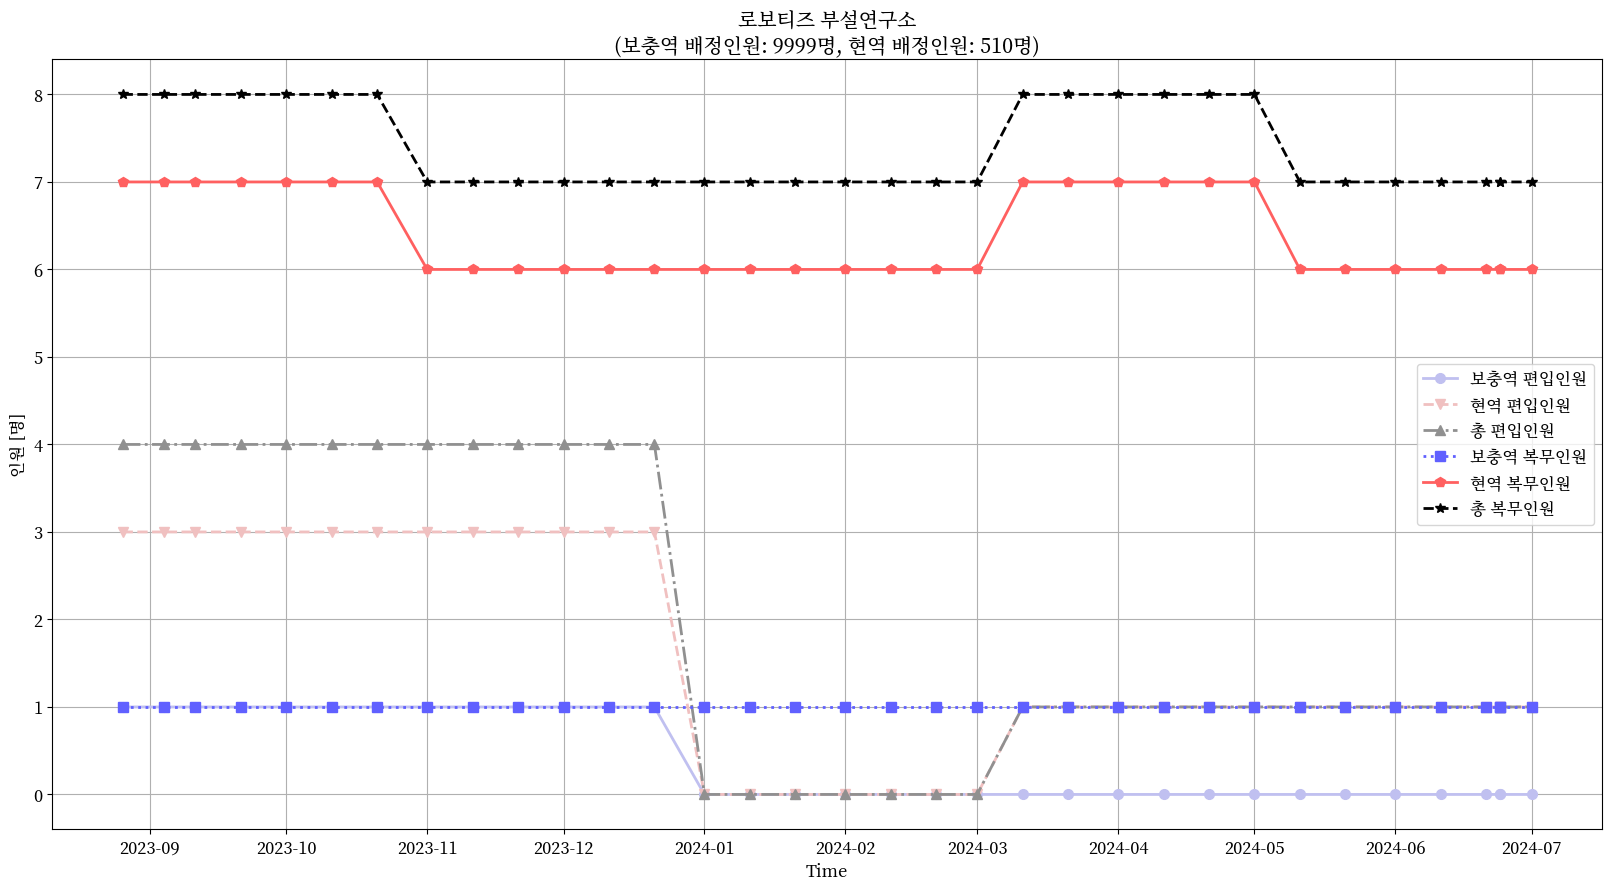 로보티즈 부설연구소
(보충역 배정인원: 9999명, 현역 배정인원: 510명)
8
7
6
5
4
3
2
1
0
인원 [명]
보충역 편입인원
현역 편입인원
총 편입인원
보충역 복무인원
현역 복무인원
총 복무인원
2023-09 2023-10 2023-11 2023-12 2024-01 2024-02 2024-03 2024-04 2024-05 2024-06 2024-07
Time